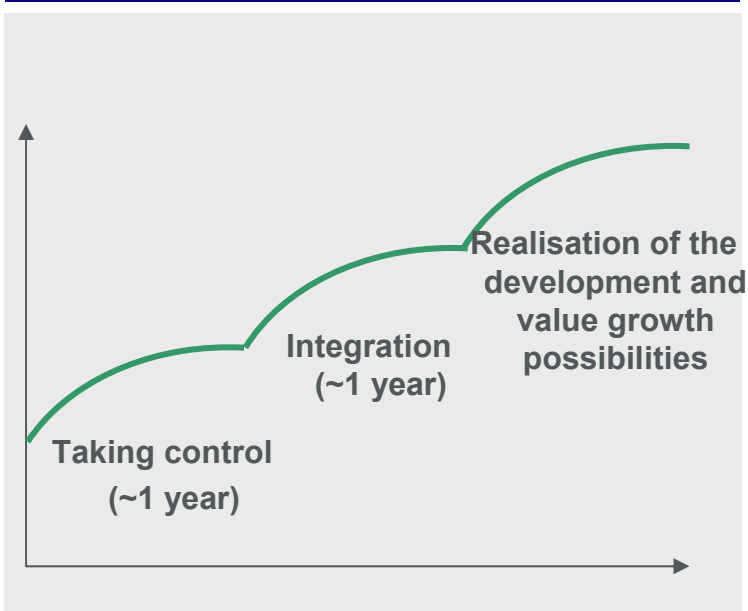 Realisation of the
development and
value growth
possibilities
Integration
(~1 year)
Taking control
(~1 year)